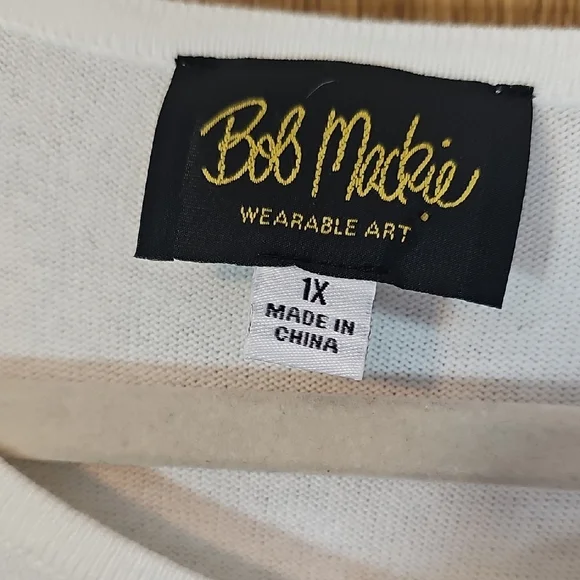 Bob Mackie
WEARABLE ART
1X
MADE IN
CHINA